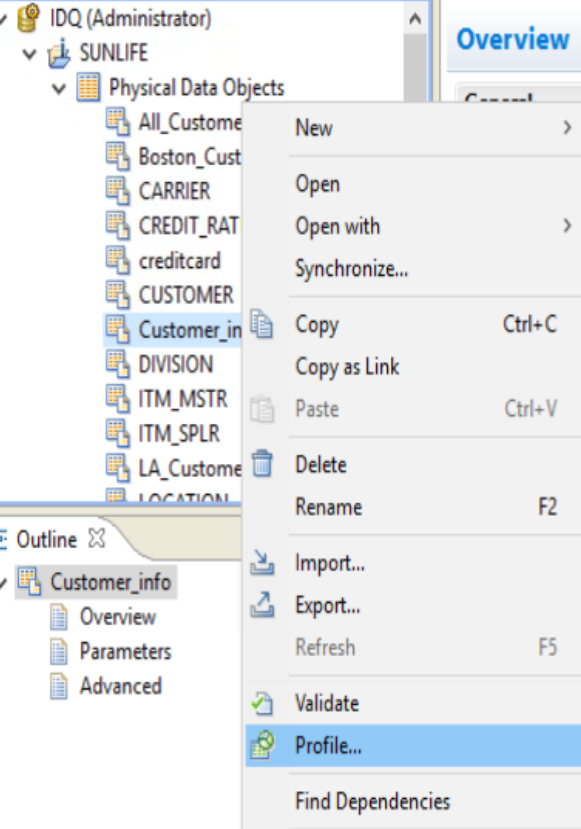 IDQ (Administrator)
SUNLIFE
Physical Data Objects
All_Custome
Boston_Cust
CARRIER
CREDIT_RAT
creditcard
CUSTOMER
Customer_in
DIVISION
ITM_MSTR
ITM_SPLR
LA_Custome
LOCATION
Outline
Customer_info
Overview
Parameters
Advanced
Overview
General
New
Open
Open with
Synchronize...
Copy Ctrl+C
Copy as Link
Paste Ctrl+V
Delete
Rename F2
Import...
Export...
Refresh F5
Validate
Profile...
Find Dependencies